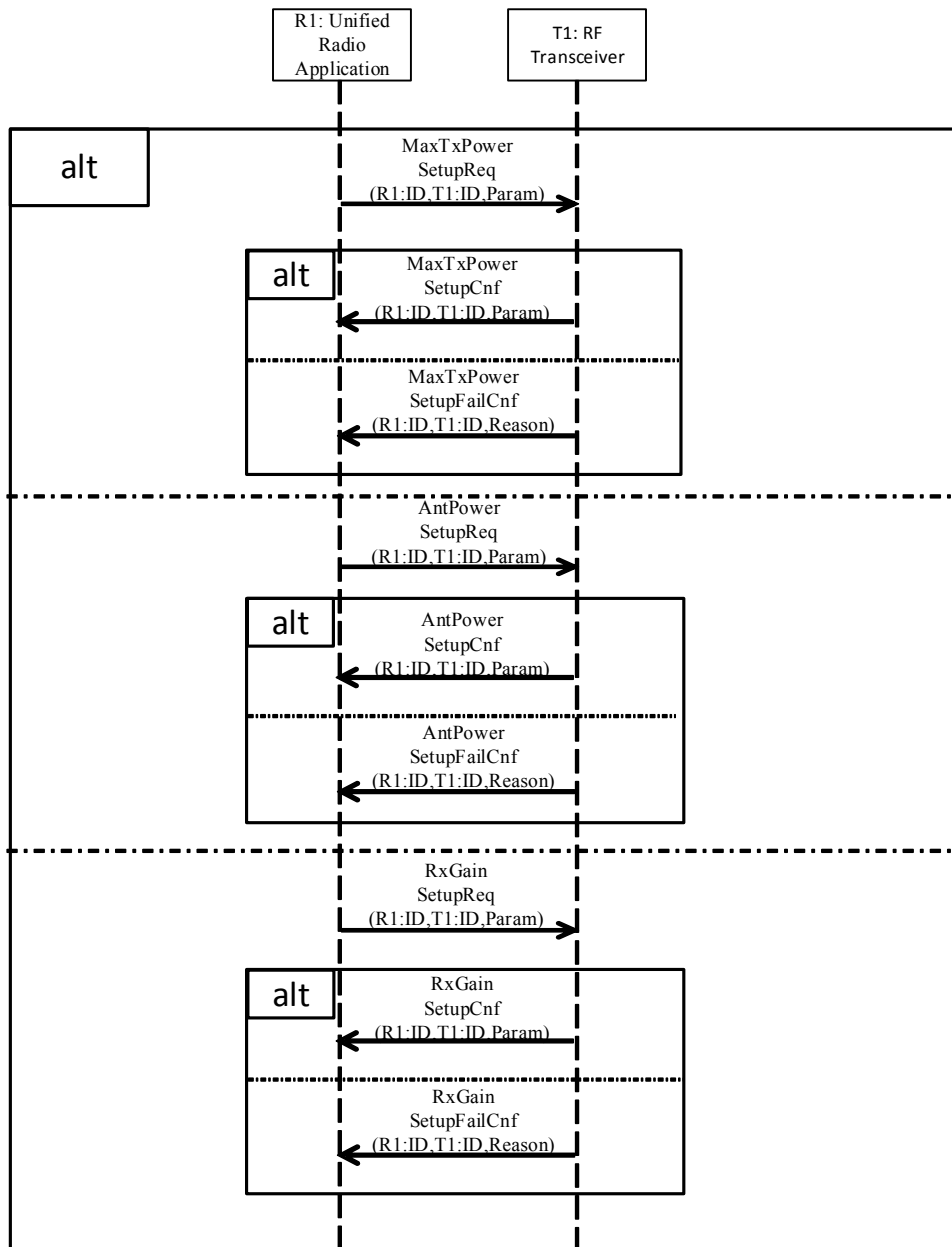 R1: Unified
Radio
Application
T1: RF
Transceiver
alt
MaxTxPower
SetupReq
(R1:ID,T1:ID,Param)
alt
MaxTxPower
SetupCnf
(R1:ID,T1:ID,Param)
MaxTxPower
SetupFailCnf
(R1:ID,T1:ID,Reason)
AntPower
SetupReq
(R1:ID,T1:ID,Param)
alt
AntPower
SetupCnf
(R1:ID,T1:ID,Param)
AntPower
SetupFailCnf
(R1:ID,T1:ID,Reason)
RxGain
SetupReq
(R1:ID,T1:ID,Param)
alt
RxGain
SetupCnf
(R1:ID,T1:ID,Param)
RxGain
SetupFailCnf
(R1:ID,T1:ID,Reason)